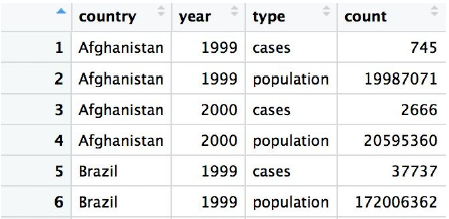 country year type count
1 Afghanistan 1999 cases 745
2 Afghanistan 1999 population 19987071
3 Afghanistan 2000 cases 2666
4 Afghanistan 2000 population 20595360
5 Brazil 1999 cases 37737
6 Brazil 1999 population 172006362